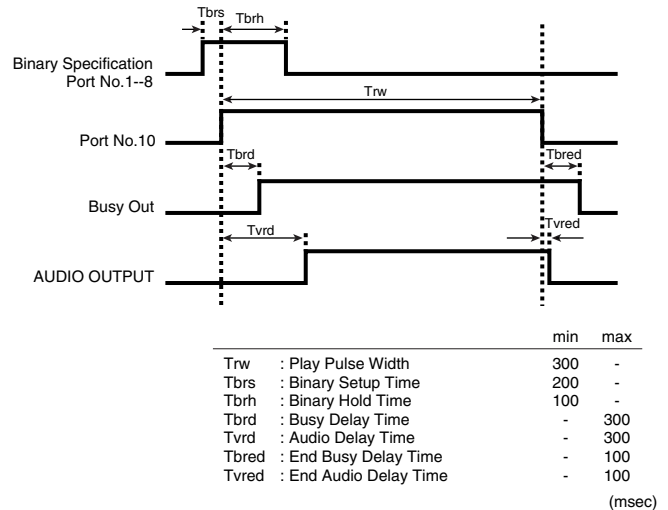 Tbrs
Tbrh
Binary Specification
Port No.1--8
Trw
Port No.10
Tbrd
Tbred
Busy Out
Tvrd
Tvred
AUDIO OUTPUT
min max
Trw : Play Pulse Width 300 -
Tbrs : Binary Setup Time 200 -
Tbrh : Binary Hold Time 100 -
Tbrd : Busy Delay Time - 300
Tvrd : Audio Delay Time - 300
Tbred : End Busy Delay Time - 100
Tvred : End Audio Delay Time - 100
(msec)